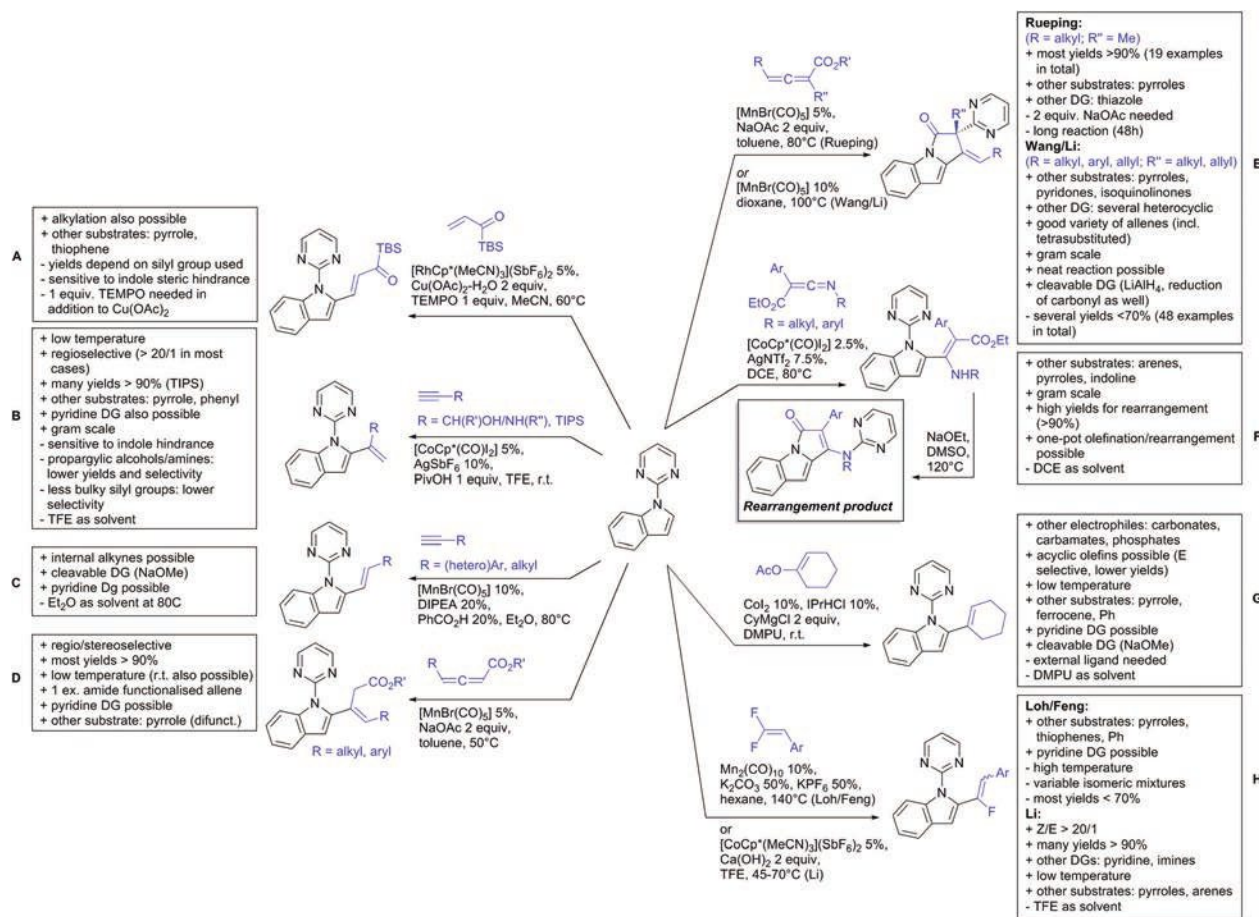 A
+ alkylation also possible
+ other substrates: pyrrole,
thiophene
- yields depend on silyl group used
- sensitive to indole steric hindrance
- 1 equiv. TEMPO needed in
addition to Cu(OAc)2
TBS
O
N
N
N
O
TBS
[RhCp*(MeCN)3](SbF6)2 5%,
Cu(OAc)2-H2O 2 equiv,
TEMPO 1 equiv, MeCN, 60°C
B
+ low temperature
+ regioselective (> 20/1 in most
cases)
+ many yields > 90% (TIPS)
+ other substrates: pyrrole, phenyl
+ pyridine DG also possible
+ gram scale
- sensitive to indole hindrance
- propargylic alcohols/amines:
lower yields and selectivity
- less bulky silyl groups: lower
selectivity
- TFE as solvent
N
N
R
N
R
R = CH(R')OH/NH(R''), TIPS
[CoCp*(CO)I2] 5%,
AgSbF6 10%,
PivOH 1 equiv, TFE, r.t.
C
+ internal alkynes possible
+ cleavable DG (NaOMe)
+ pyridine Dg possible
- Et2O as solvent at 80C
N
N
R
N
R
R = (hetero)Ar, alkyl
[MnBr(CO)5] 10%,
DIPEA 20%,
PhCO2H 20%, Et2O, 80°C
D
+ regio/stereoselective
+ most yields > 90%
+ low temperature (r.t. also possible)
+ 1 ex. amide functionalised allene
+ pyridine DG possible
+ other substrate: pyrrole (difunct.)
N
N
CO2R'
N
R
R = alkyl, aryl
R
CO2R'
[MnBr(CO)5] 5%,
NaOAc 2 equiv,
toluene, 50°C
N
N
N
R
CO2R'
R''
[MnBr(CO)5] 5%,
NaOAc 2 equiv,
toluene, 80°C (Rueping)
or
[MnBr(CO)5] 10%
dioxane, 100°C (Wang/Li)
N
R''
O
N
N
R
Rueping:
(R = alkyl; R'' = Me)
+ most yields >90% (19 examples
in total)
+ other substrates: pyrroles
+ other DG: thiazole
- 2 equiv. NaOAc needed
- long reaction (48h)
Wang/Li:
(R = alkyl, aryl, allyl; R'' = alkyl, allyl)
+ other substrates: pyrroles,
pyridones, isoquinolinones
+ other DG: several heterocyclic
+ good variety of allenes (incl.
tetrasubstituted)
+ gram scale
+ neat reaction possible
+ cleavable DG (LiAlH4, reduction
of carbonyl as well)
- several yields <70% (48 examples
in total)
E
Ar
N
EtO2C
R
R = alkyl, aryl
[CoCp*(CO)I2] 2.5%,
AgNTf2 7.5%,
DCE, 80°C
N
N
Ar
CO2Et
N
NHR
NaOEt,
DMSO,
120°C
Ar
O
N
N
N
N
R
Rearrangement product
+ other substrates: arenes,
pyrroles, indoline
+ gram scale
+ high yields for rearrangement
(>90%)
+ one-pot olefination/rearrangement
possible
- DCE as solvent
F
AcO
CoI2 10%, IPrHCl 10%,
CyMgCl 2 equiv,
DMPU, r.t.
N
N
N
+ other electrophiles: carbonates,
carbamates, phosphates
+ acyclic olefins possible (E
selective, lower yields)
+ low temperature
+ other substrates: pyrrole,
ferrocene, Ph
+ pyridine DG possible
+ cleavable DG (NaOMe)
- external ligand needed
- DMPU as solvent
G
F
F
Ar
Mn2(CO)10 10%,
K2CO3 50%, KPF6 50%,
hexane, 140°C (Loh/Feng)
or
[CoCp*(MeCN)3](SbF6)2 5%,
Ca(OH)2 2 equiv,
TFE, 45-70°C (Li)
N
N
Ar
N
F
Loh/Feng:
+ other substrates: pyrroles,
thiophenes, Ph
+ pyridine DG possible
- high temperature
- variable isomeric mixtures
- most yields < 70%
Li:
+ Z/E > 20/1
+ many yields > 90%
+ other DGs: pyridine, imines
+ low temperature
+ other substrates: pyrroles, arenes
- TFE as solvent
H